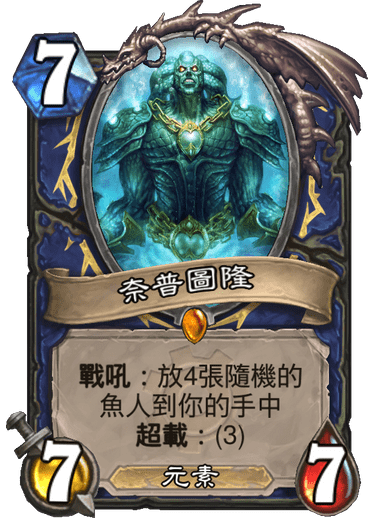 7
奈普圖隆
戰吼：放4張隨機的
魚人到你的手中
超載：(3)
7
元素
7